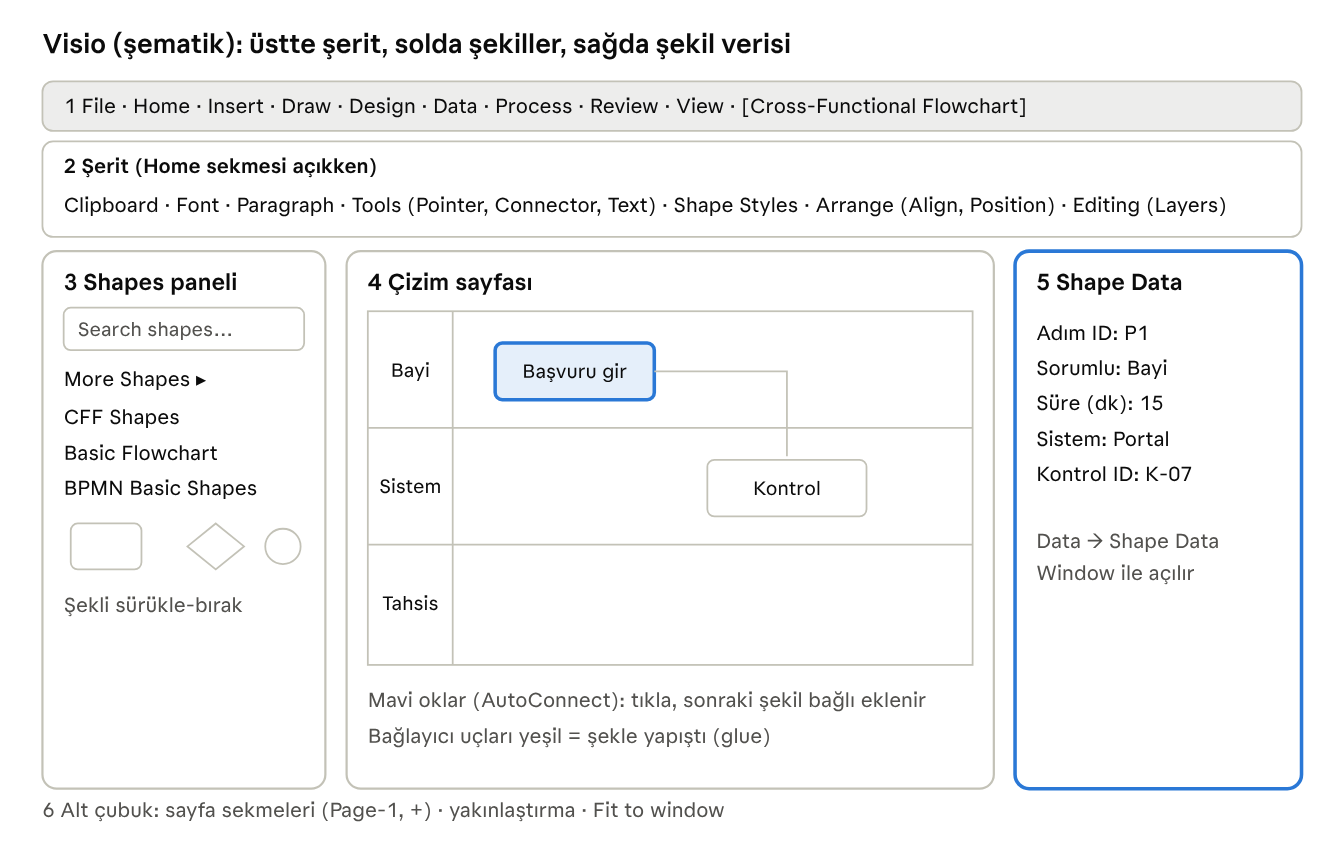 Visio (şematik): üstte şerit, solda şekiller, sağda şekil verisi
1 File · Home · Insert · Draw · Design · Data · Process · Review · View · [Cross-Functional Flowchart]
2 Şerit (Home sekmesi açıkken)
Clipboard · Font · Paragraph · Tools (Pointer, Connector, Text) · Shape Styles · Arrange (Align, Position) · Editing (Layers)
3 Shapes paneli
Search shapes...
More Shapes ▸
CFF Shapes
Basic Flowchart
BPMN Basic Shapes
Şekli sürükle-bırak
4 Çizim sayfası
Bayi
Başvuru gir
Sistem
Kontrol
Tahsis
Mavi oklar (AutoConnect): tıkla, sonraki şekil bağlı eklenir
Bağlayıcı uçları yeşil = şekle yapıştı (glue)
5 Shape Data
Adım ID: P1
Sorumlu: Bayi
Süre (dk): 15
Sistem: Portal
Kontrol ID: K-07
Data → Shape Data
Window ile açılır
6 Alt çubuk: sayfa sekmeleri (Page-1, +) · yakınlaştırma · Fit to window